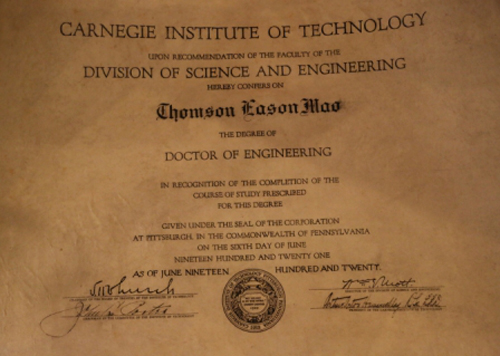 CARNEGIE INSTITUTE OF TECHNOLOGY
UPON RECOMMENDATION OF THE FACULTY OF THE
DIVISION OF SCIENCE AND ENGINEERING
HEREBY CONFERS ON
Thomson Eason Mao
THE DEGREE OF
DOCTOR OF ENGINEERING
IN RECOGNITION OF THE COMPLETION OF THE
COURSE OF STUDY PRESCRIBED
FOR THIS DEGREE
GIVEN UNDER THE SEAL OF THE CORPORATION
AT PITTSBURGH, IN THE COMMONWEALTH OF PENNSYLVANIA
ON THE SIXTH DAY OF JUNE
NINETEEN HUNDRED AND TWENTY ONE
AS OF JUNE NINETEEN HUNDRED AND TWENTY.